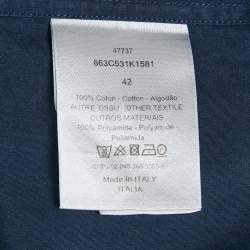 47737
863C531K1581
42
100% Coton - Cotton - Algodão
AUTRE TISSU - OTHER TEXTILE
OUTROS MATERIAIS
100% Polyamide - Polyamide -
Poliamida
MADE IN ITALY
ITALIA